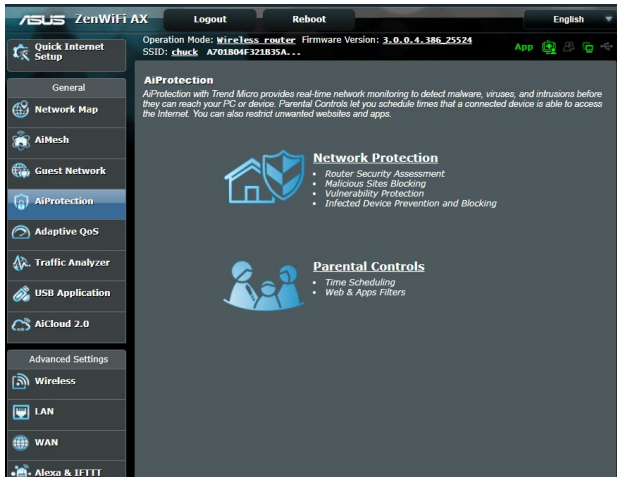 ASUS ZenWiFi AX Logout Reboot English
Quick Internet Setup
Operation Mode: Wireless router Firmware Version: 3.0.0.4.386_25524
SSID: chuck A701B04F321B35A...
App
General
Network Map
AiMesh
Guest Network
AiProtection
Adaptive QoS
Traffic Analyzer
USB Application
AiCloud 2.0
Advanced Settings
Wireless
LAN
WAN
Alexa & IFTTT
AiProtection
AiProtection with Trend Micro provides real-time network monitoring to detect malware, viruses, and intrusions before
they can reach your PC or device. Parental Controls let you schedule times that a connected device is able to access
the Internet. You can also restrict unwanted websites and apps.
Network Protection
• Router Security Assessment
• Malicious Sites Blocking
• Vulnerability Protection
• Infected Device Prevention and Blocking
Parental Controls
• Time Scheduling
• Web & Apps Filters